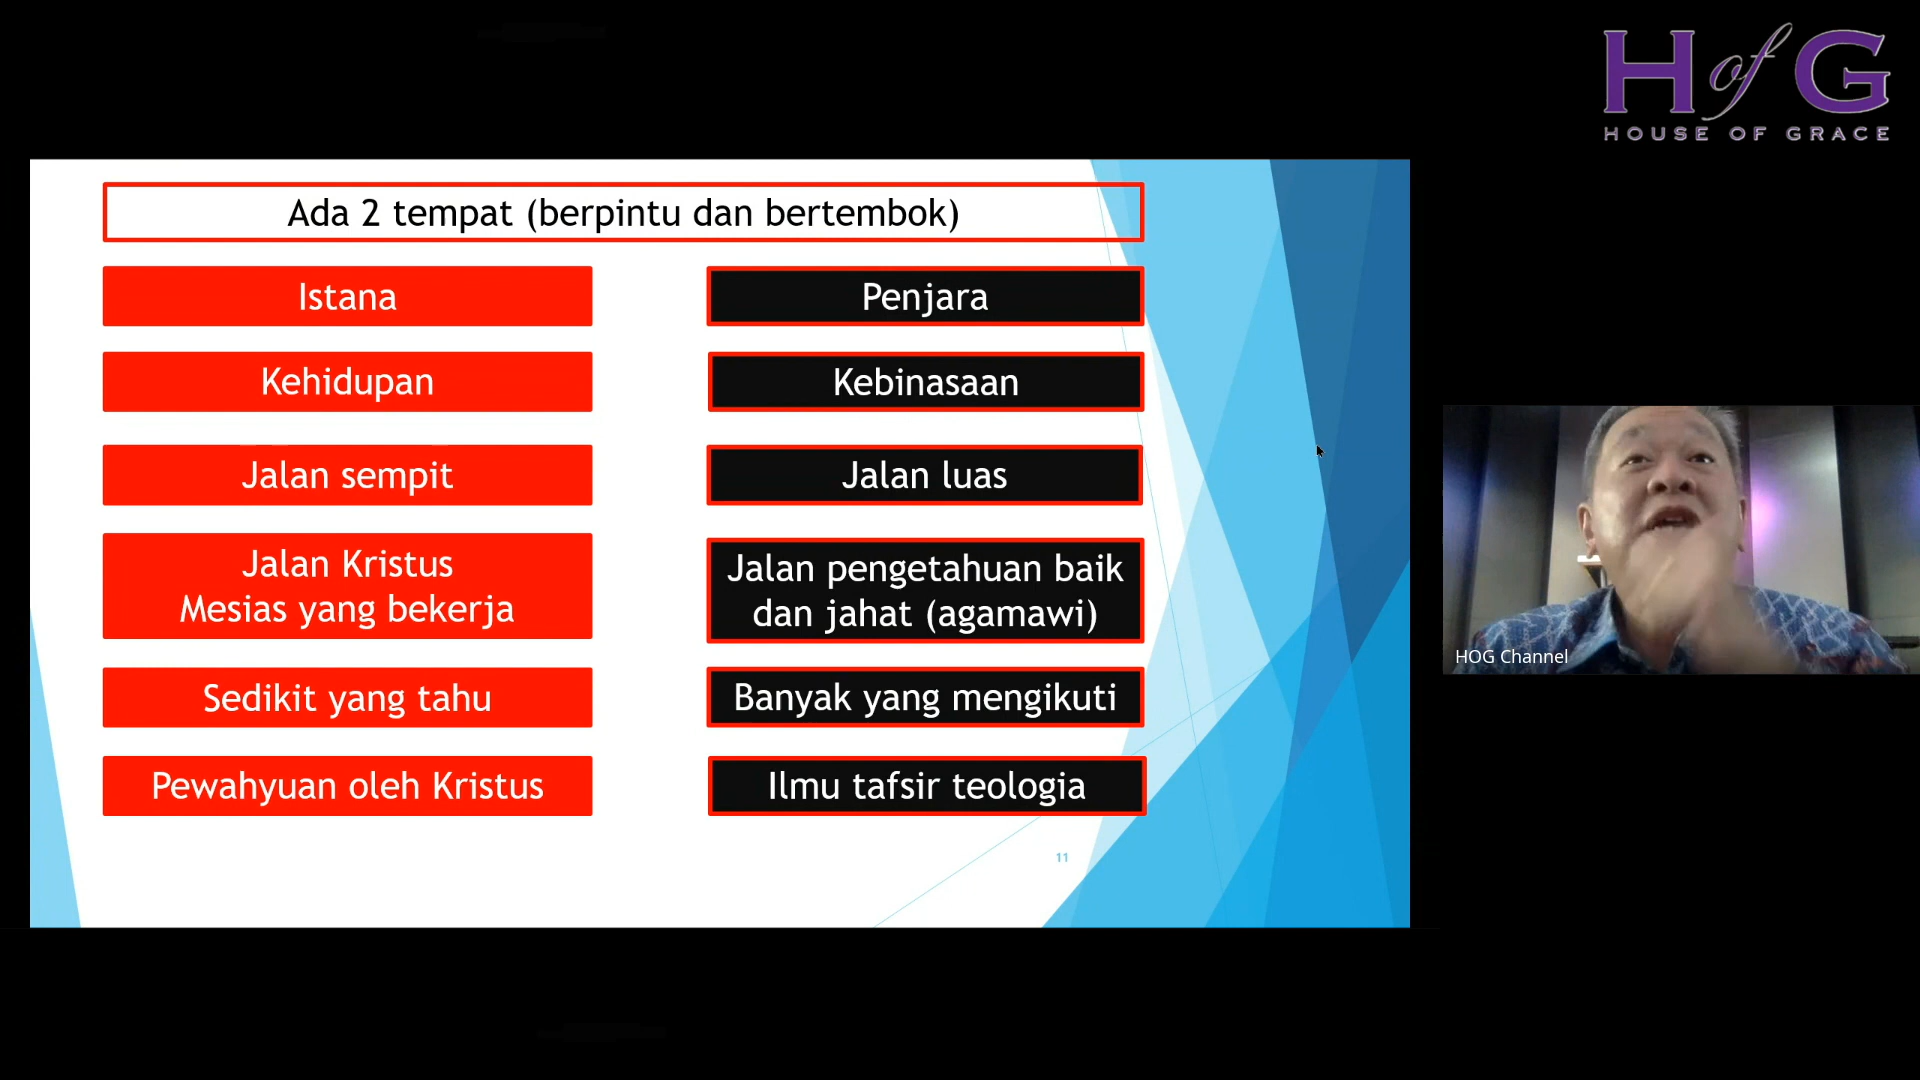 H of G
HOUSE OF GRACE
Ada 2 tempat (berpintu dan bertembok)
Istana
Penjara
Kehidupan
Kebinasaan
Jalan sempit
Jalan luas
Jalan Kristus
Mesias yang bekerja
Jalan pengetahuan baik
dan jahat (agamawi)
Sedikit yang tahu
Banyak yang mengikuti
Pewahyuan oleh Kristus
Ilmu tafsir teologia
11
HOG Channel